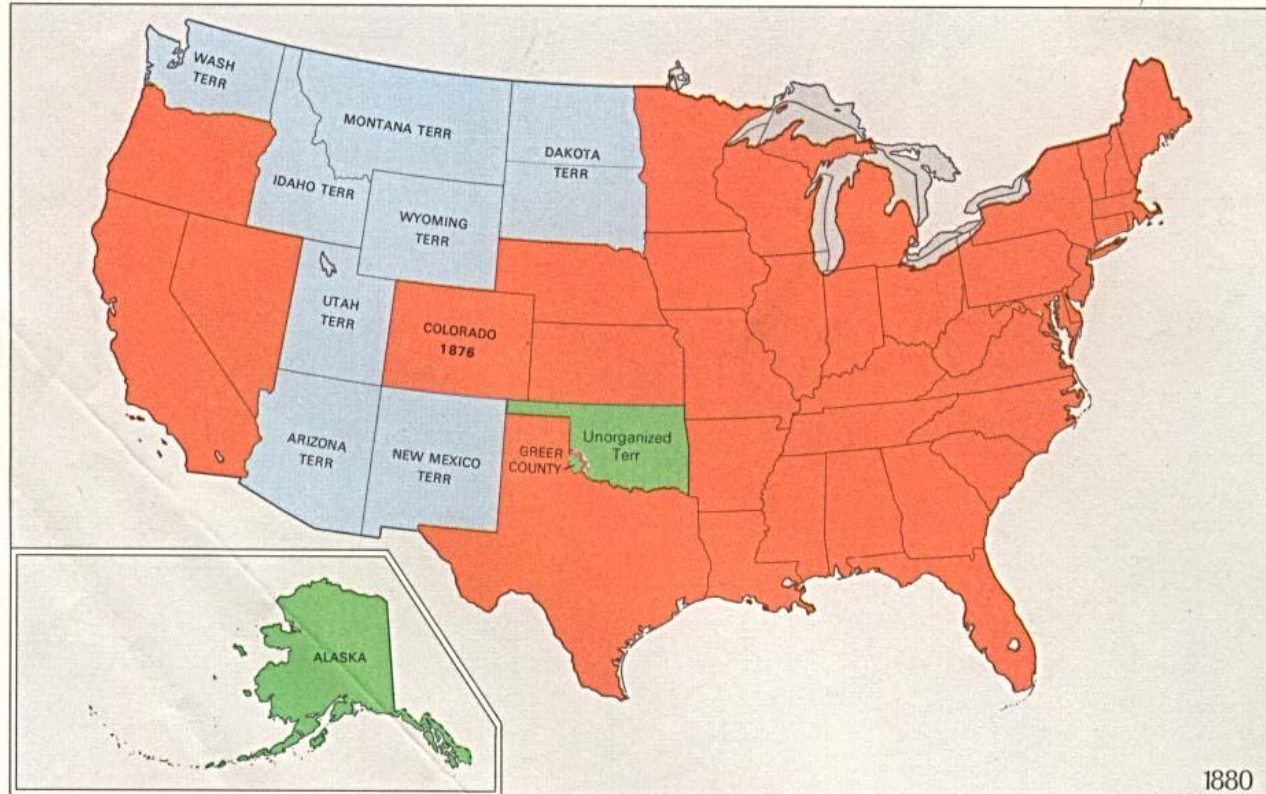 WASH
TERR
MONTANA TERR
DAKOTA
TERR
IDAHO TERR
WYOMING
TERR
UTAH
TERR
COLORADO
1876
ARIZONA
TERR
NEW MEXICO
TERR
GREER
COUNTY
Unorganized
Terr
ALASKA
1880